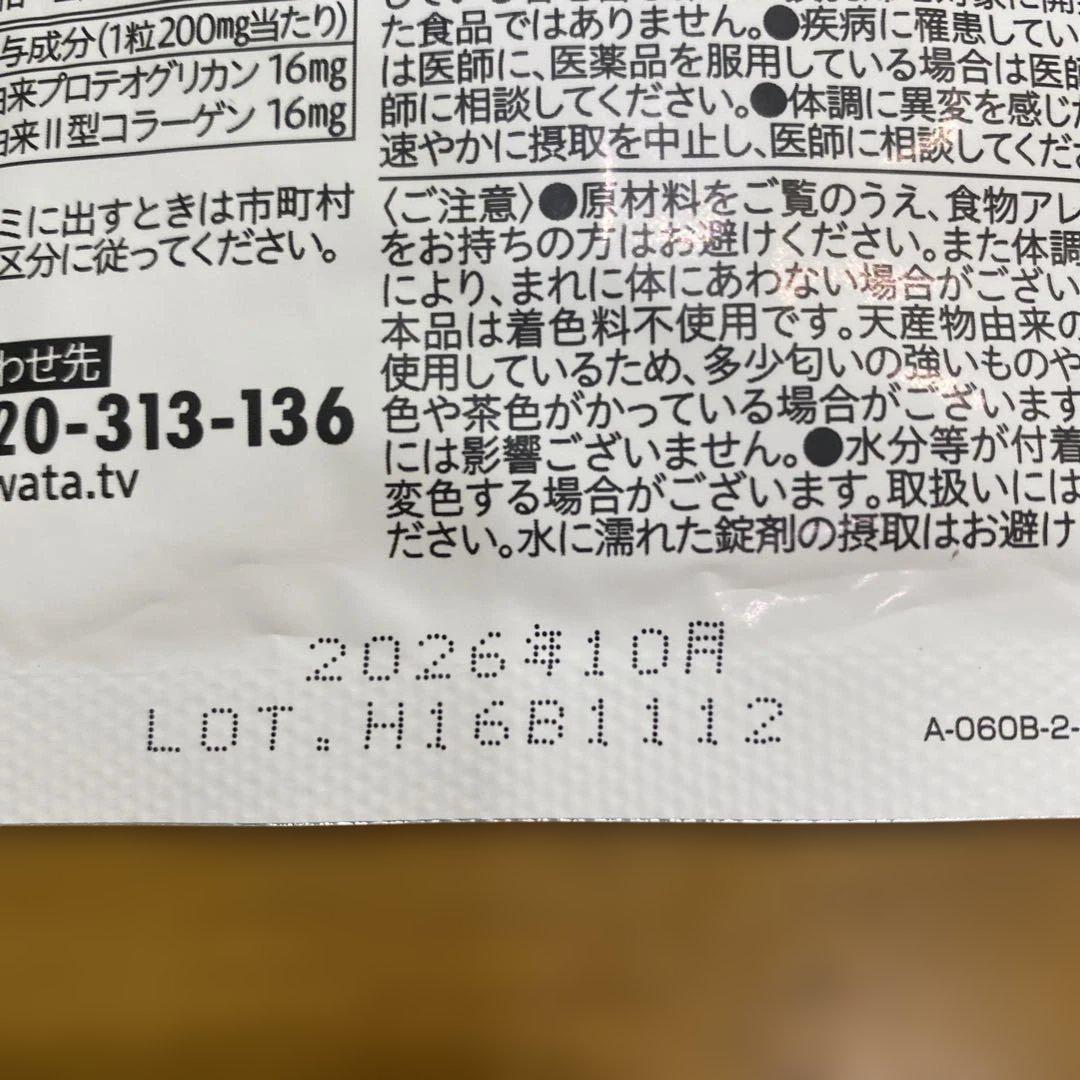 与成分(1粒200mg当たり)
由来プロテオグリカン 16mg
由来Ⅱ型コラーゲン 16mg
ミに出すときは市町村
区分に従ってください。
わせ先
20-313-136
wata.tv
た食品ではありません。●疾病に罹患してい
は医師に、医薬品を服用している場合は医師
師に相談してください。●体調に異変を感じた
速やかに摂取を中止し、医師に相談してくださ
〈ご注意〉●原材料をご覧のうえ、食物アレ
をお持ちの方はお避けください。また体調
により、まれに体にあわない場合がござい
本品は着色料不使用です。天産物由来の
使用しているため、多少匂いの強いものや
色や茶色がかっている場合がございます
には影響ございません。●水分等が付着
変色する場合がございます。取扱いには
ださい。水に濡れた錠剤の摂取はお避け
2026年10月
LOT.H16B1112
A-060B-2-